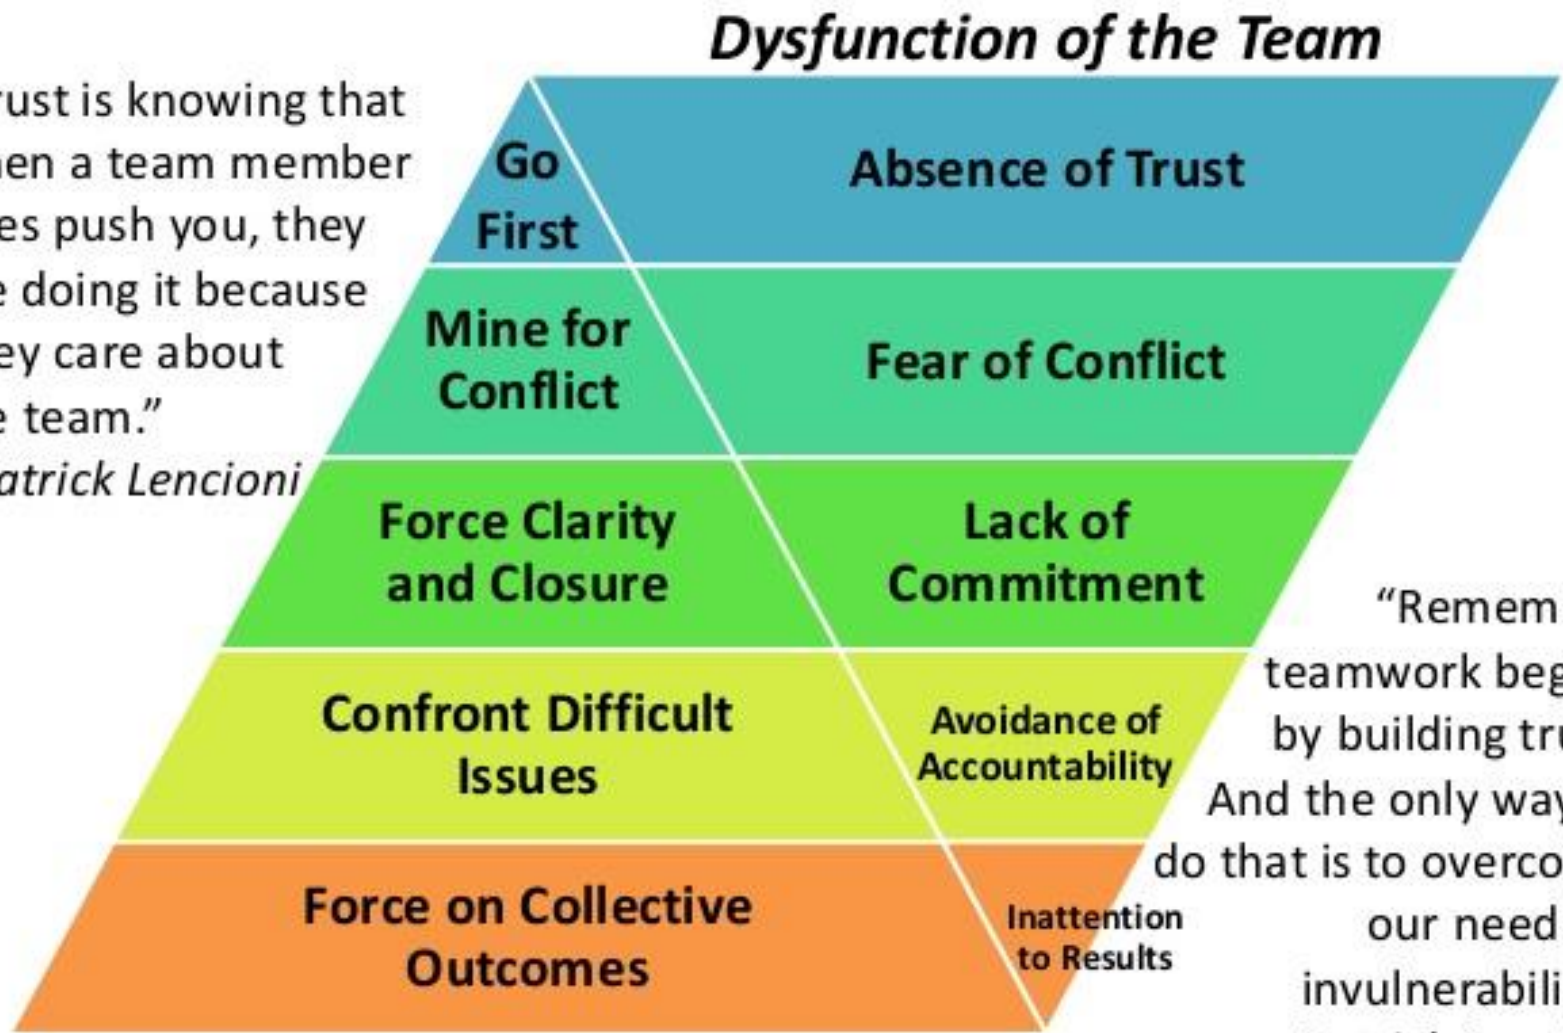 Dysfunction of the Team
rust is knowing that
en a team member
es push you, they
e doing it because
ey care about
e team.”
atrick Lencioni
Go
First
Absence of Trust
Mine for
Conflict
Fear of Conflict
Force Clarity
and Closure
Lack of
Commitment
Confront Difficult
Issues
Avoidance of
Accountability
Force on Collective
Outcomes
Inattention
to Results
“Remem
teamwork beg
by building tru
And the only way
do that is to overco
our need
invulnerabili